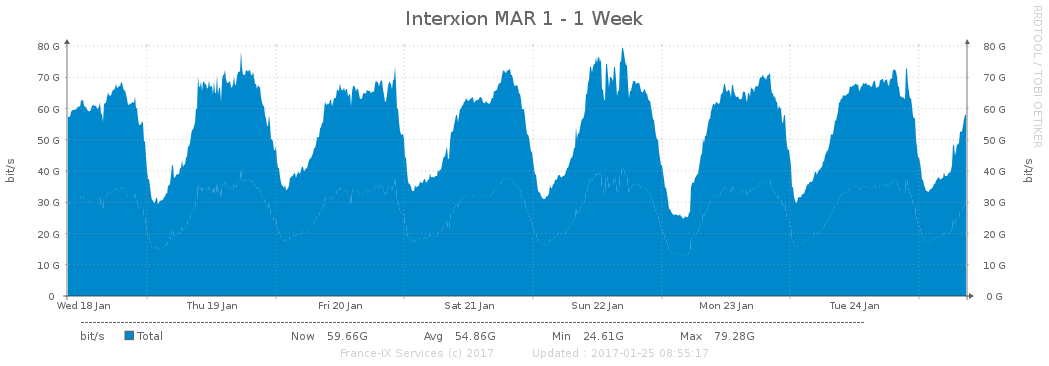 Interxion MAR 1 - 1 Week
RRDTOOL / TOBI OETIKER
80 G 80 G
70 G 70 G
60 G 60 G
50 G 50 G
40 G 40 G
30 G 30 G
20 G 20 G
10 G 10 G
0 0 G
bit/s bit/s
Wed 18 Jan Thu 19 Jan Fri 20 Jan Sat 21 Jan Sun 22 Jan Mon 23 Jan Tue 24 Jan
bit/s Total Now 59.66G Avg 54.86G Min 24.61G Max 79.28G
France-IX Services (c) 2017 Updated : 2017-01-25 08:55:17